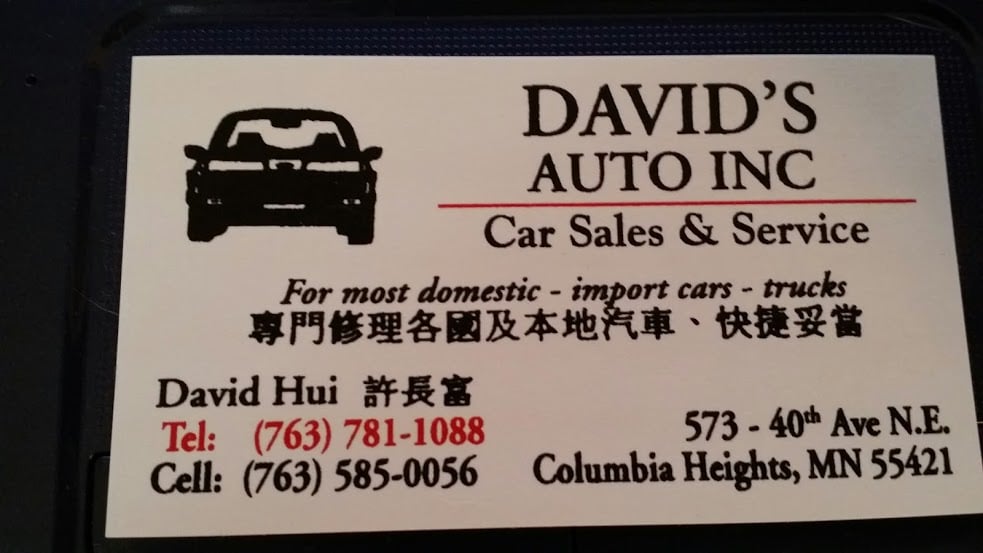 DAVID'S
AUTO INC
Car Sales & Service
For most domestic - import cars - trucks
專門修理各國及本地汽車、快捷妥當
David Hui 許長富
Tel: (763) 781-1088
Cell: (763) 585-0056
573 - 40th Ave N.E.
Columbia Heights, MN 55421